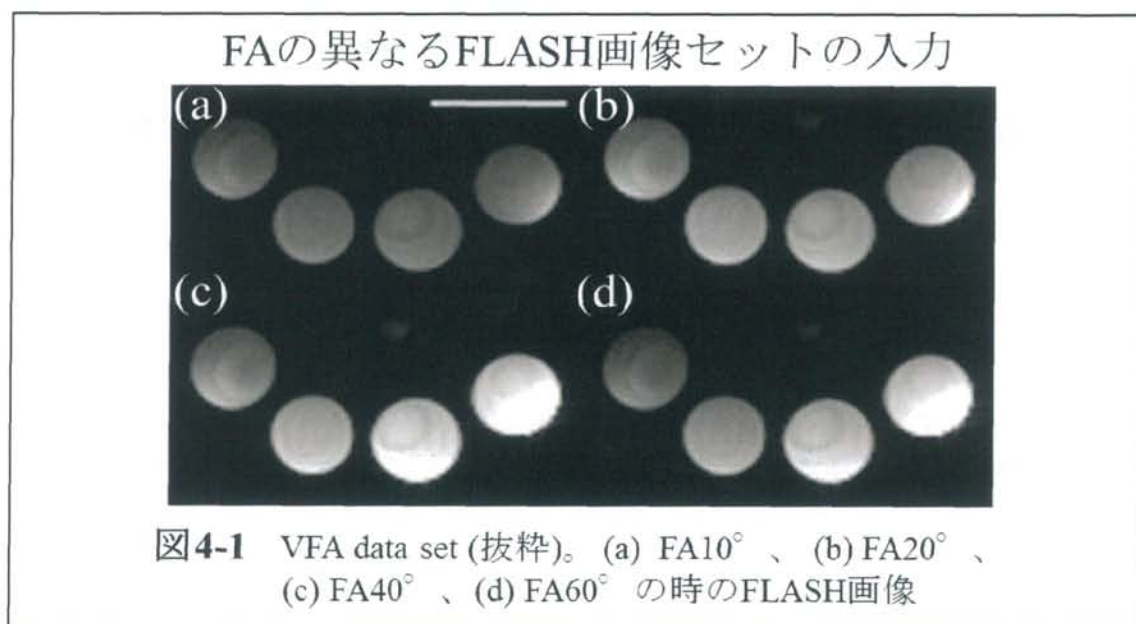 FAの異なるFLASH画像セットの入力
(a)
(b)
(c)
(d)
図4-1 VFA data set (抜粋)。(a) FA10°、(b) FA20°、
(c) FA40°、(d) FA60° の時のFLASH画像